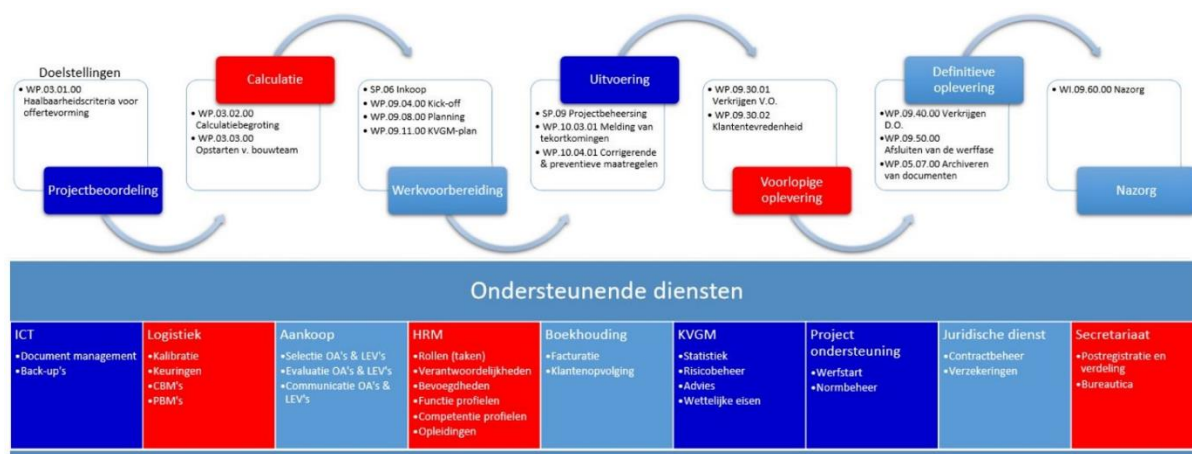 Doelstellingen
• WP.03.01.00
Haalbaarheidscriteria voor
offertevorming
Projectbeoordeling
Calculatie
• WP.03.02.00
Calculatiebegroting
• WP.03.03.00
Opstarten v. bouwteam
• SP.06 Inkoop
• WP.09.04.00 Kick-off
• WP.09.08.00 Planning
• WP.09.11.00 KVGM-plan
Werkvoorbereiding
Uitvoering
• SP.09 Projectbeheersing
• WP.10.03.01 Melding van
tekortkomingen
• WP.10.04.01 Corrigerende
& preventieve maatregelen
• WP.09.30.01
Verkrijgen V.O.
• WP.09.30.02
Klantentevredenheid
Voorlopige
oplevering
Definitieve
oplevering
• WP.09.40.00 Verkrijgen
D.O.
• WP.09.50.00
Afsluiten van de werffase
• WP.05.07.00 Archiveren
van documenten
• WI.09.60.00 Nazorg
Nazorg
Ondersteunende diensten
ICT
• Document management
• Back-up's
Logistiek
• Kalibratie
• Keuringen
• CBM's
• PBM's
Aankoop
• Selectie OA's & LEV's
• Evaluatie OA's & LEV's
• Communicatie OA's &
LEV's
HRM
• Rollen (taken)
• Verantwoordelijkheden
• Bevoegdheden
• Functie profielen
• Competentie profielen
• Opleidingen
Boekhouding
• Facturatie
• Klantenopvolging
KVGM
• Statistiek
• Risicobeheer
• Advies
• Wettelijke eisen
Project
ondersteuning
• Werfstart
• Normbeheer
Juridische dienst
• Contractbeheer
• Verzekeringen
Secretariaat
• Postregistratie en
verdeling
• Bureautica